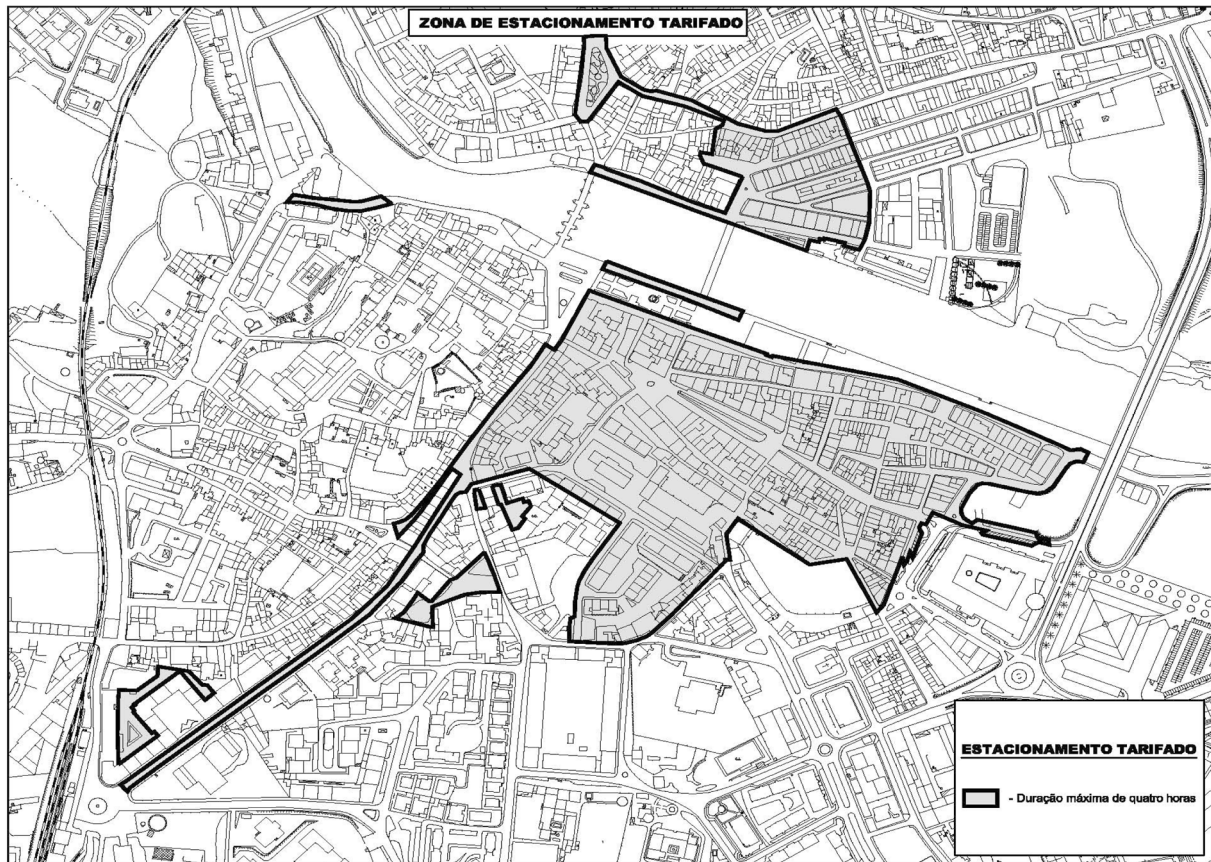 ZONA DE ESTACIONAMENTO TARIFADO
ESTACIONAMENTO TARIFADO
- Duração máxima de quatro horas